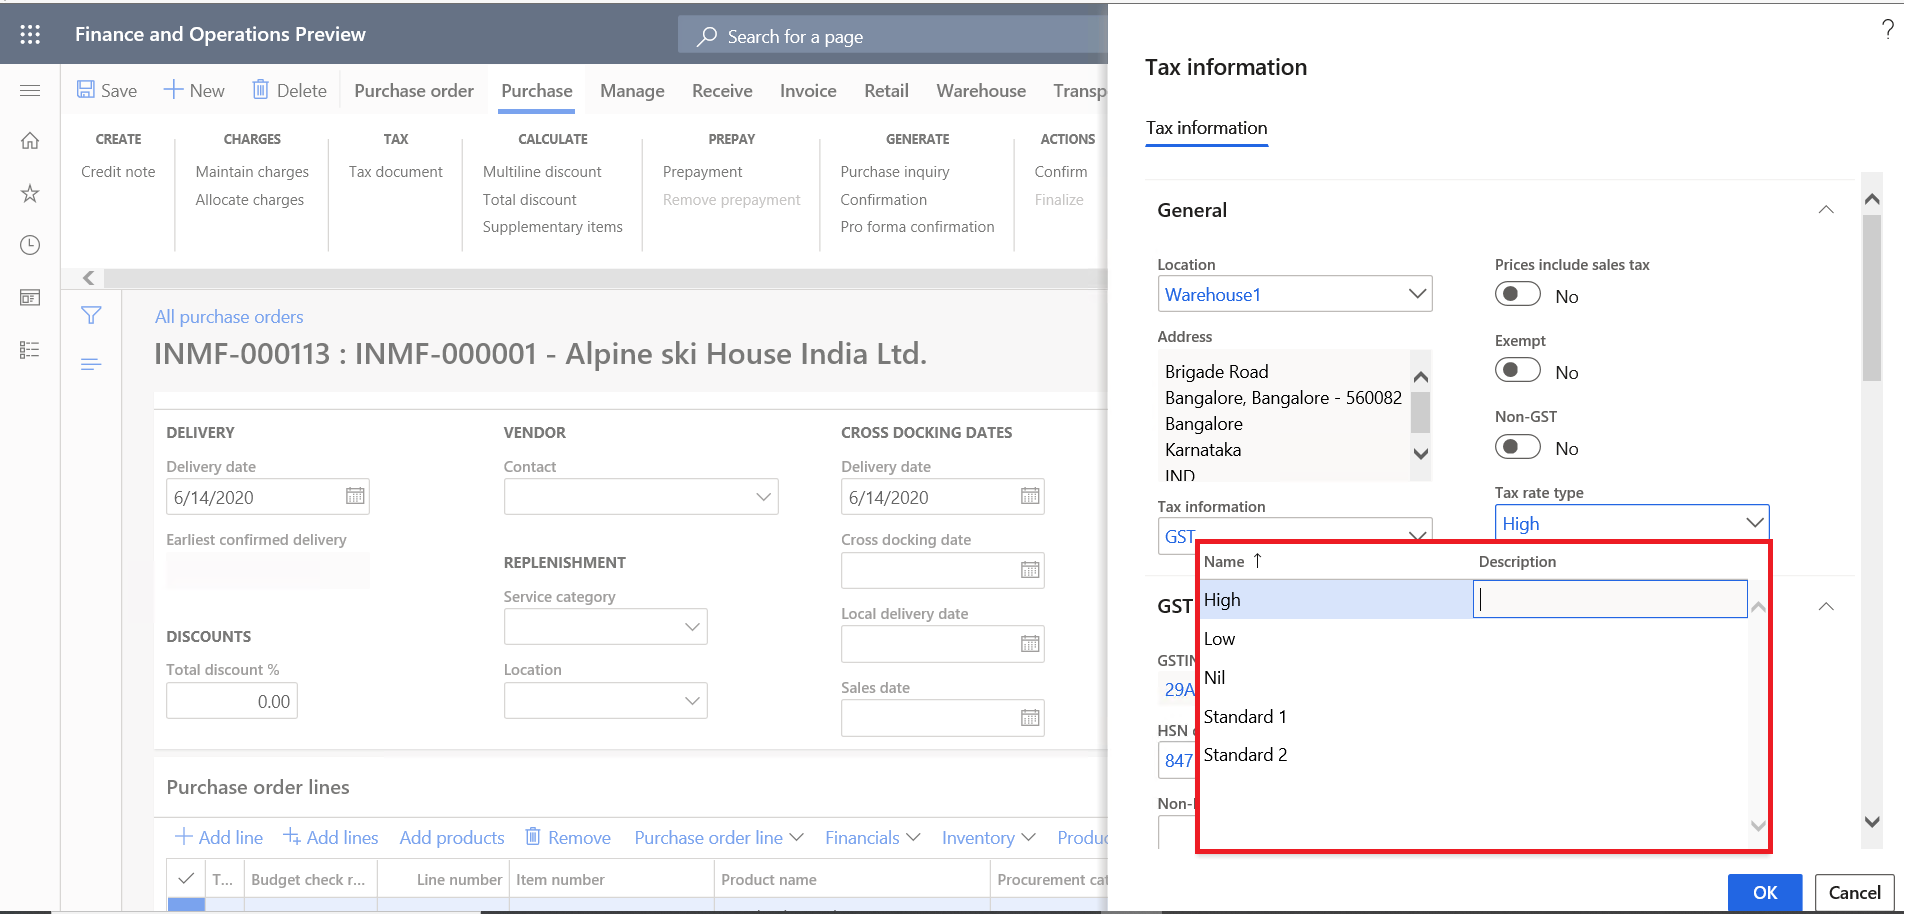 Finance and Operations Preview
Search for a page
?
Save
New
Delete
Purchase order
Purchase
Manage
Receive
Invoice
Retail
Warehouse
Transp
CREATE
Credit note
CHARGES
Maintain charges
Allocate charges
TAX
Tax document
CALCULATE
Multiline discount
Total discount
Supplementary items
PREPAY
Prepayment
Remove prepayment
GENERATE
Purchase inquiry
Confirmation
Pro forma confirmation
ACTIONS
Confirm
Finalize
All purchase orders
INMF-000113 : INMF-000001 - Alpine ski House India Ltd.
DELIVERY
Delivery date
6/14/2020
Earliest confirmed delivery
DISCOUNTS
Total discount %
0.00
VENDOR
Contact
REPLENISHMENT
Service category
Location
CROSS DOCKING DATES
Delivery date
6/14/2020
Cross docking date
Local delivery date
Sales date
Purchase order lines
Add line
Add lines
Add products
Remove
Purchase order line
Financials
Inventory
Produc
T...
Budget check r...
Line number
Item number
Product name
Procurement cat
Tax information
Tax information
General
Location
Warehouse1
Address
Brigade Road
Bangalore, Bangalore - 560082
Bangalore
Karnataka
IND
Tax information
GST
Prices include sales tax
No
Exempt
No
Non-GST
No
Tax rate type
High
Name ↑
Description
High
Low
Nil
Standard 1
Standard 2
GST
GSTIN
29A
HSN
847
Non-
OK
Cancel